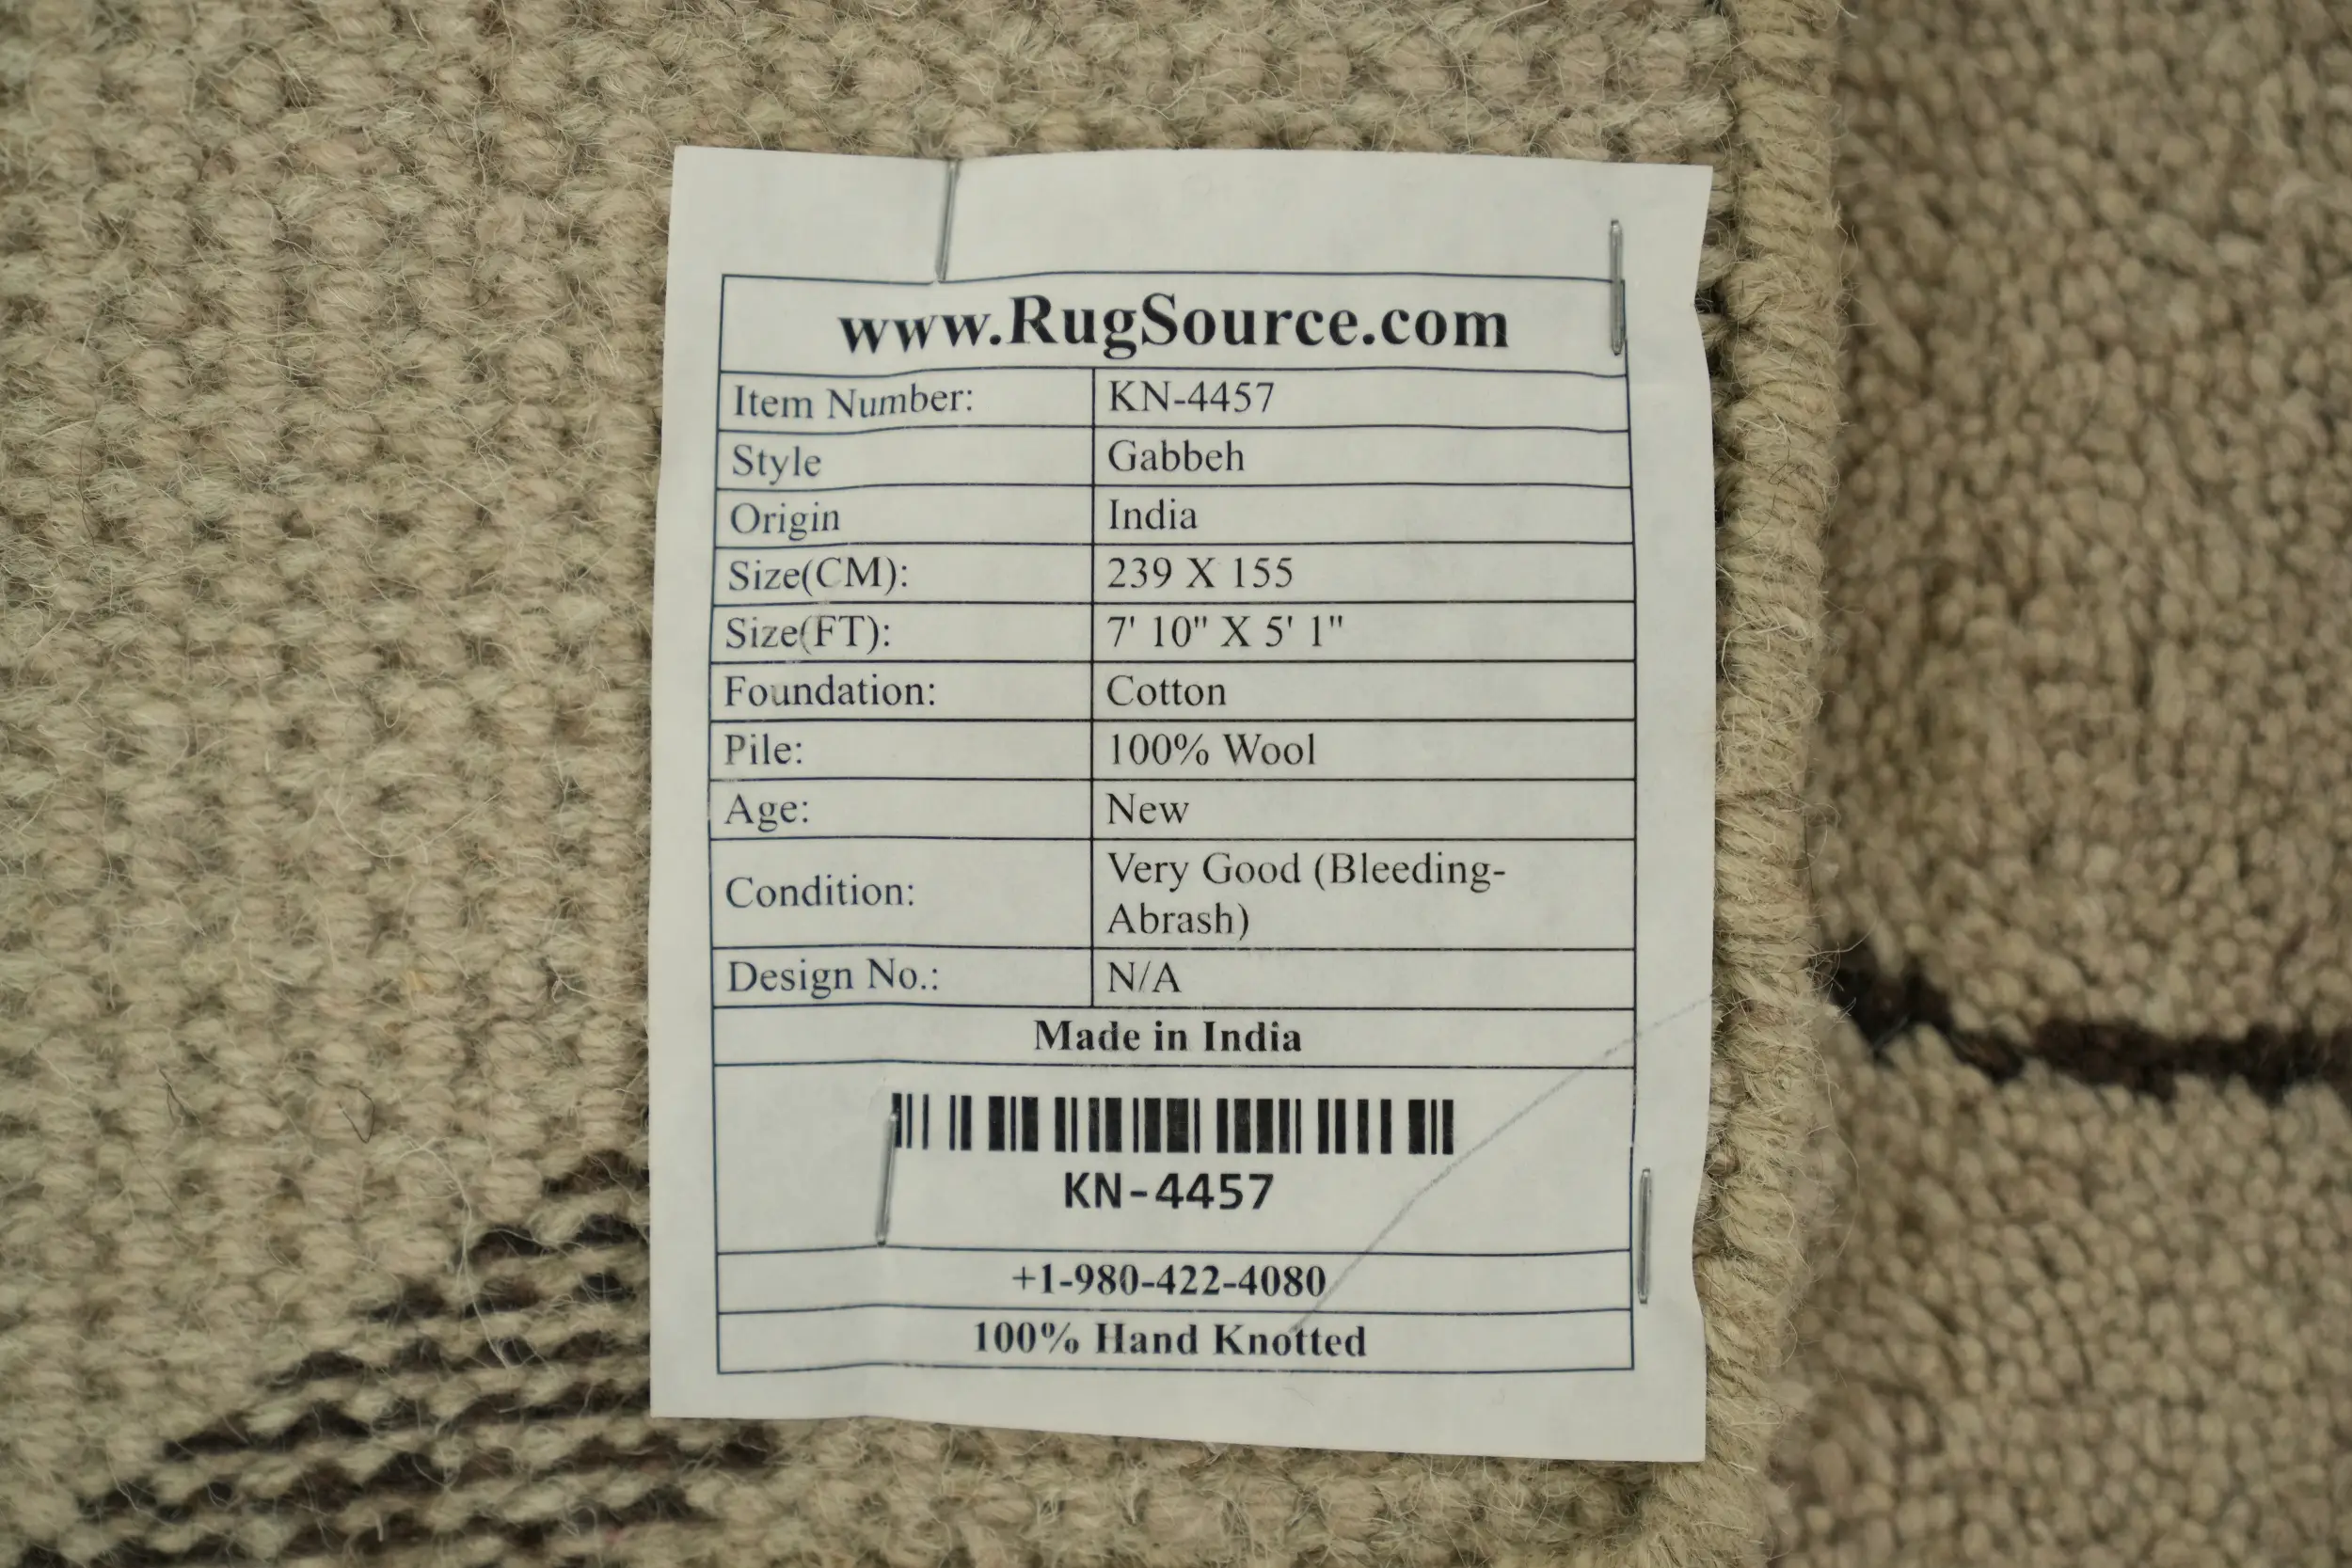 www.RugSource.com
Item Number: KN-4457
Style Gabbeh
Origin India
Size(CM): 239 X 155
Size(FT): 7' 10" X 5' 1"
Foundation: Cotton
Pile: 100% Wool
Age: New
Condition: Very Good (Bleeding-
Abrash)
Design No.: N/A
Made in India
KN-4457
+1-980-422-4080
100% Hand Knotted